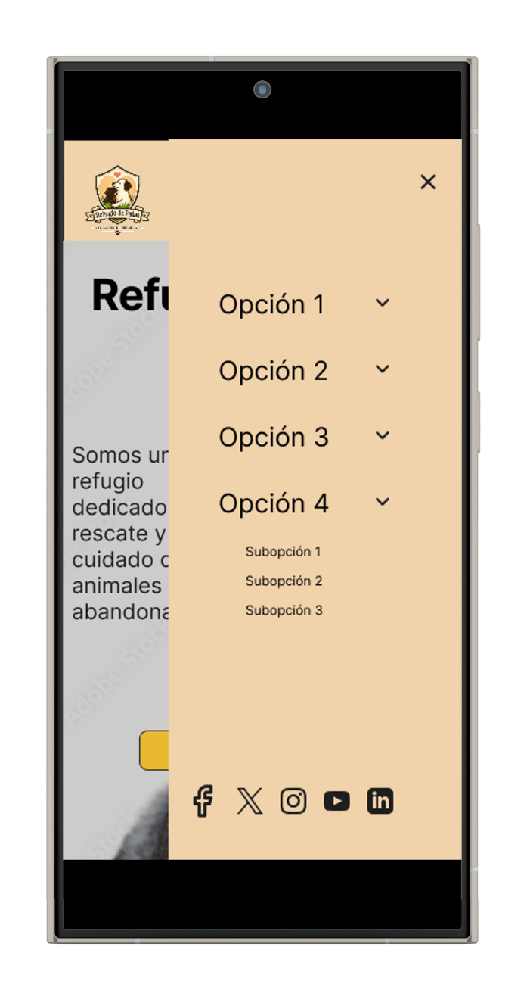 Refugio de Patas
Refu
Opción 1
Opción 2
Opción 3
Opción 4
Subopción 1
Subopción 2
Subopción 3
Somos un
refugio
dedicado
rescate y
cuidado
animales
abandona
Adobe Stock
Adobe Stock
Stock
in